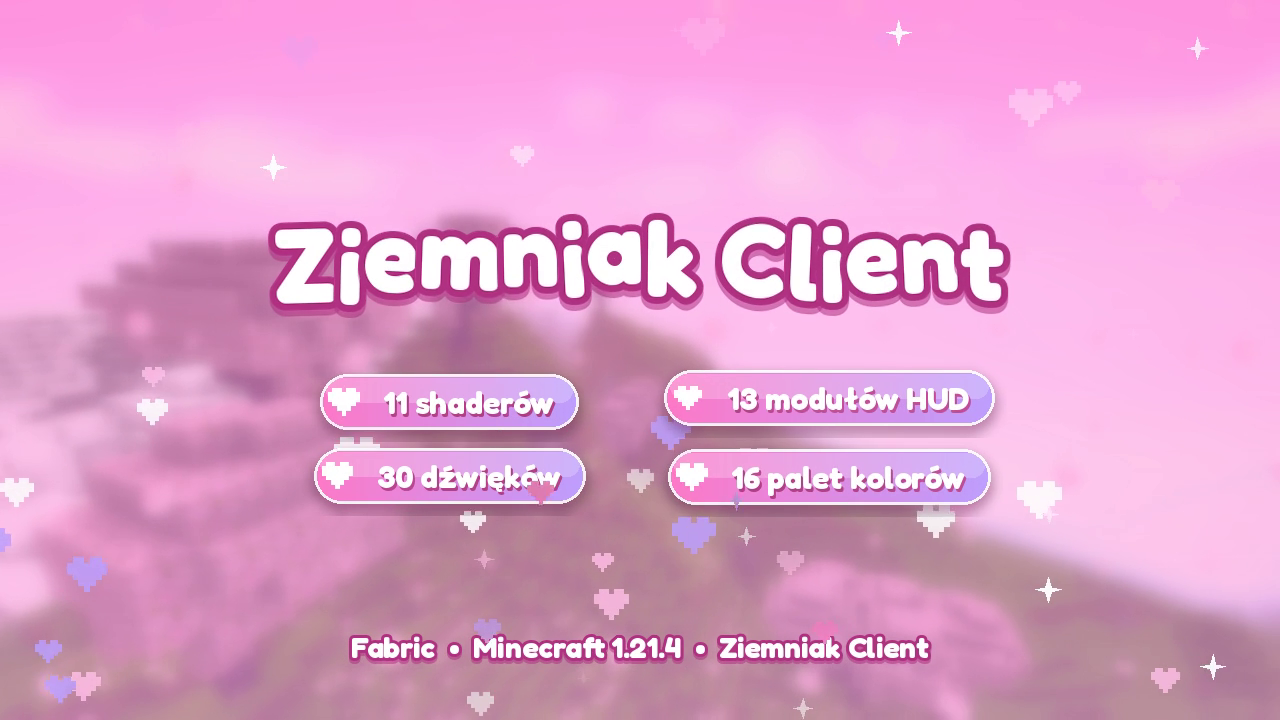 Ziemniak Client
11 shaderów
13 modułów HUD
30 dźwięków
16 palet kolorów
Fabric • Minecraft 1.21.4 • Ziemniak Client